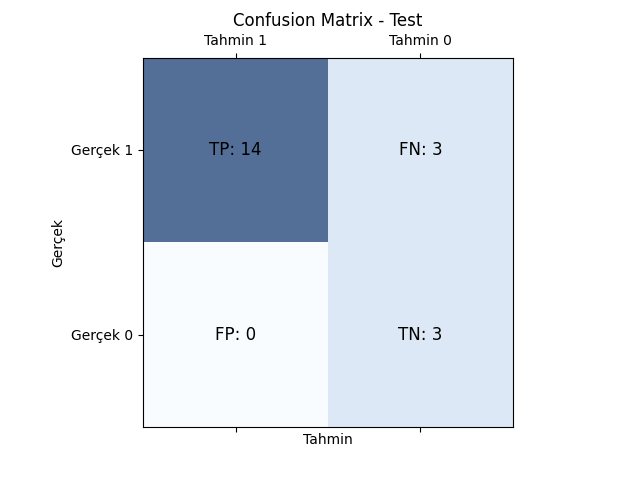 Confusion Matrix - Test
Tahmin 1
Tahmin 0
Gerçek 1
TP: 14
FN: 3
Gerçek
Gerçek 0
FP: 0
TN: 3
Tahmin